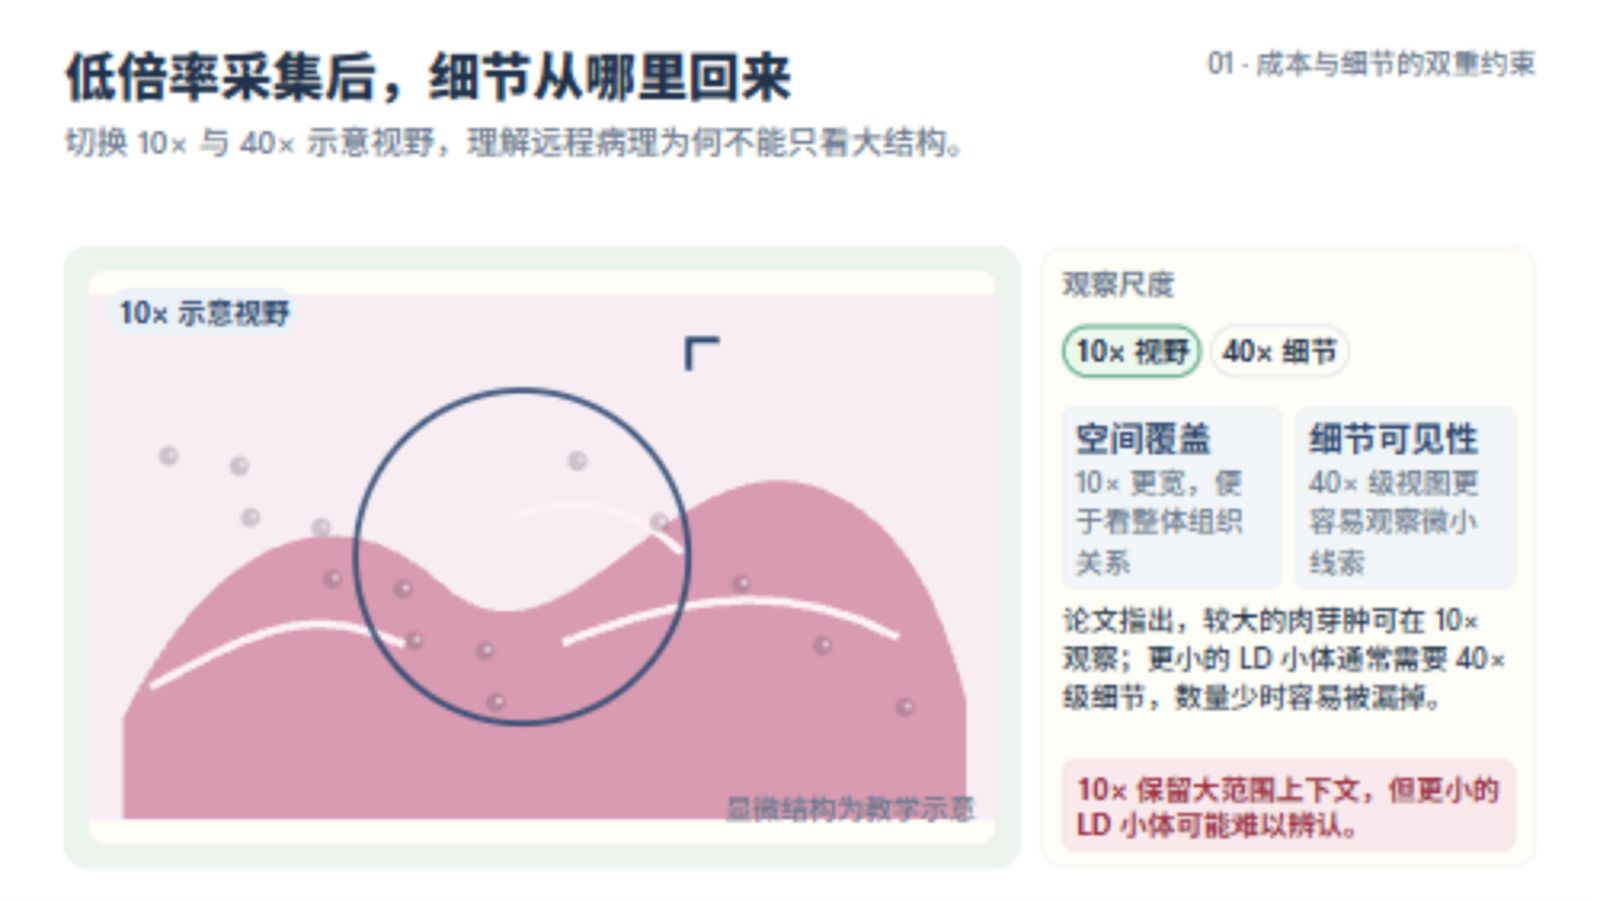 低倍率采集后，细节从哪里回来
01 · 成本与细节的双重约束
切换 10× 与 40× 示意视野，理解远程病理为何不能只看大结构。
10× 示意视野
显微结构为教学示意
观察尺度
10× 视野
40× 细节
空间覆盖
10× 更宽，便
于看整体组织
关系
细节可见性
40× 级视图更
容易观察微小
线索
论文指出，较大的肉芽肿可在 10×
观察；更小的 LD 小体通常需要 40×
级细节，数量少时容易被漏掉。
10× 保留大范围上下文，但更小的
LD 小体可能难以辨认。